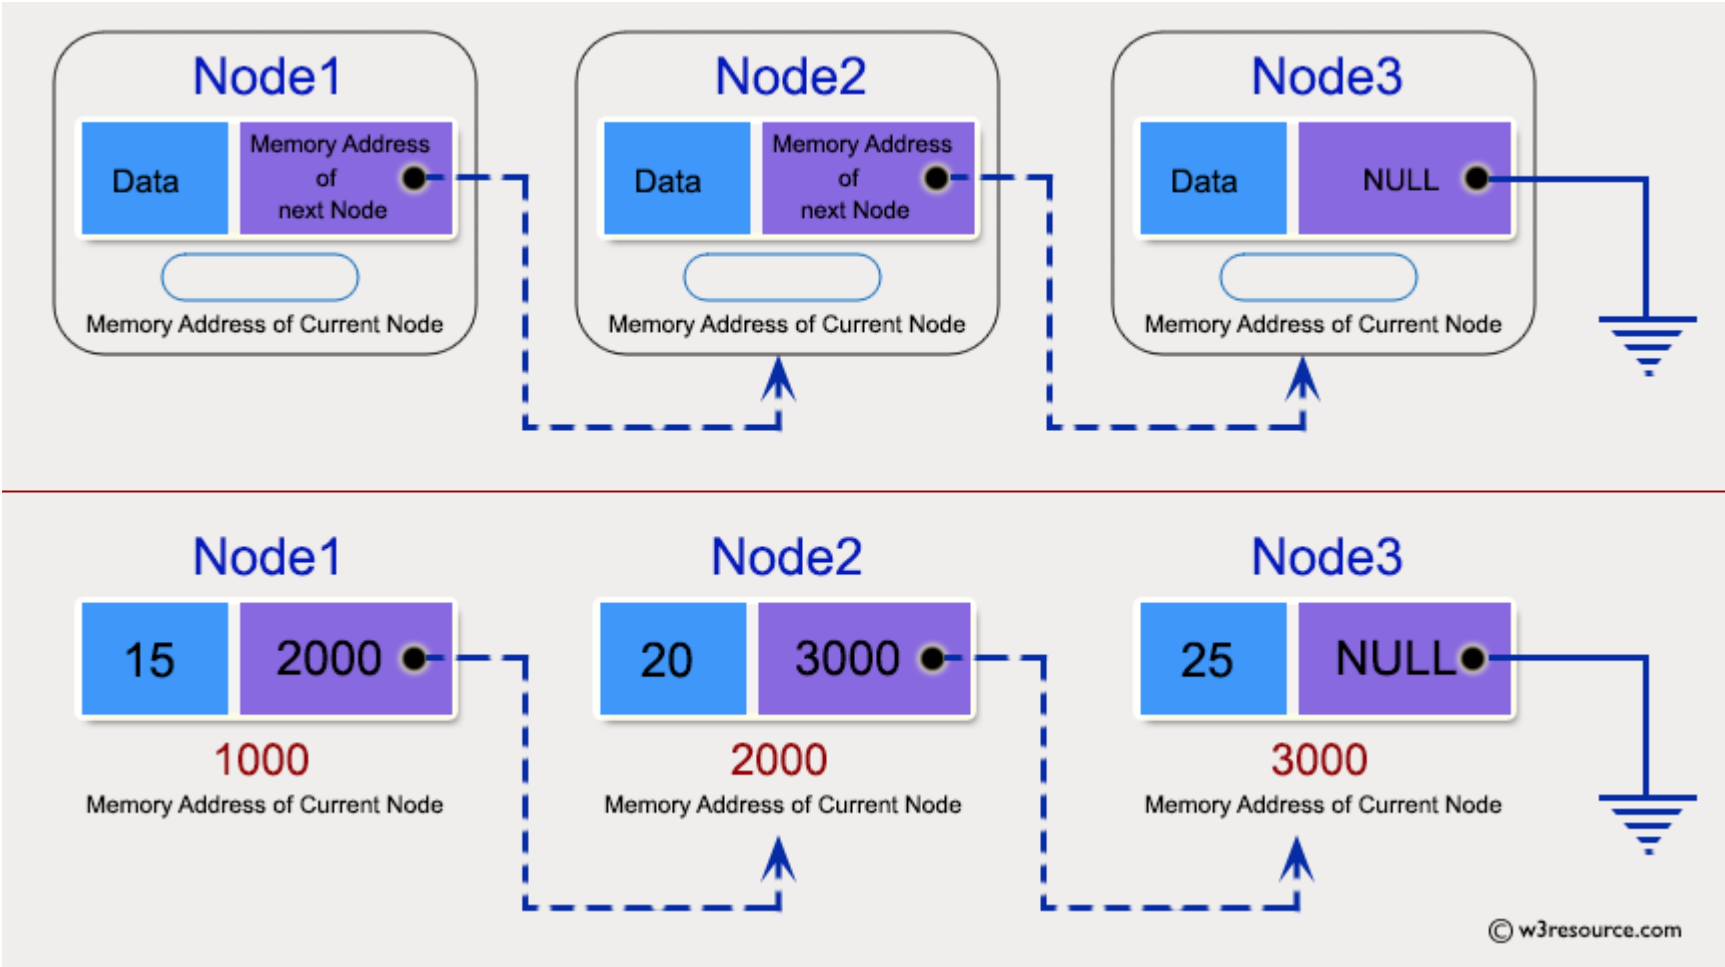 Node1
Data
Memory Address
of
next Node
Memory Address of Current Node
Node2
Data
Memory Address
of
next Node
Memory Address of Current Node
Node3
Data
NULL
Memory Address of Current Node
Node1
15
2000
1000
Memory Address of Current Node
Node2
20
3000
2000
Memory Address of Current Node
Node3
25
NULL
3000
Memory Address of Current Node
© w3resource.com